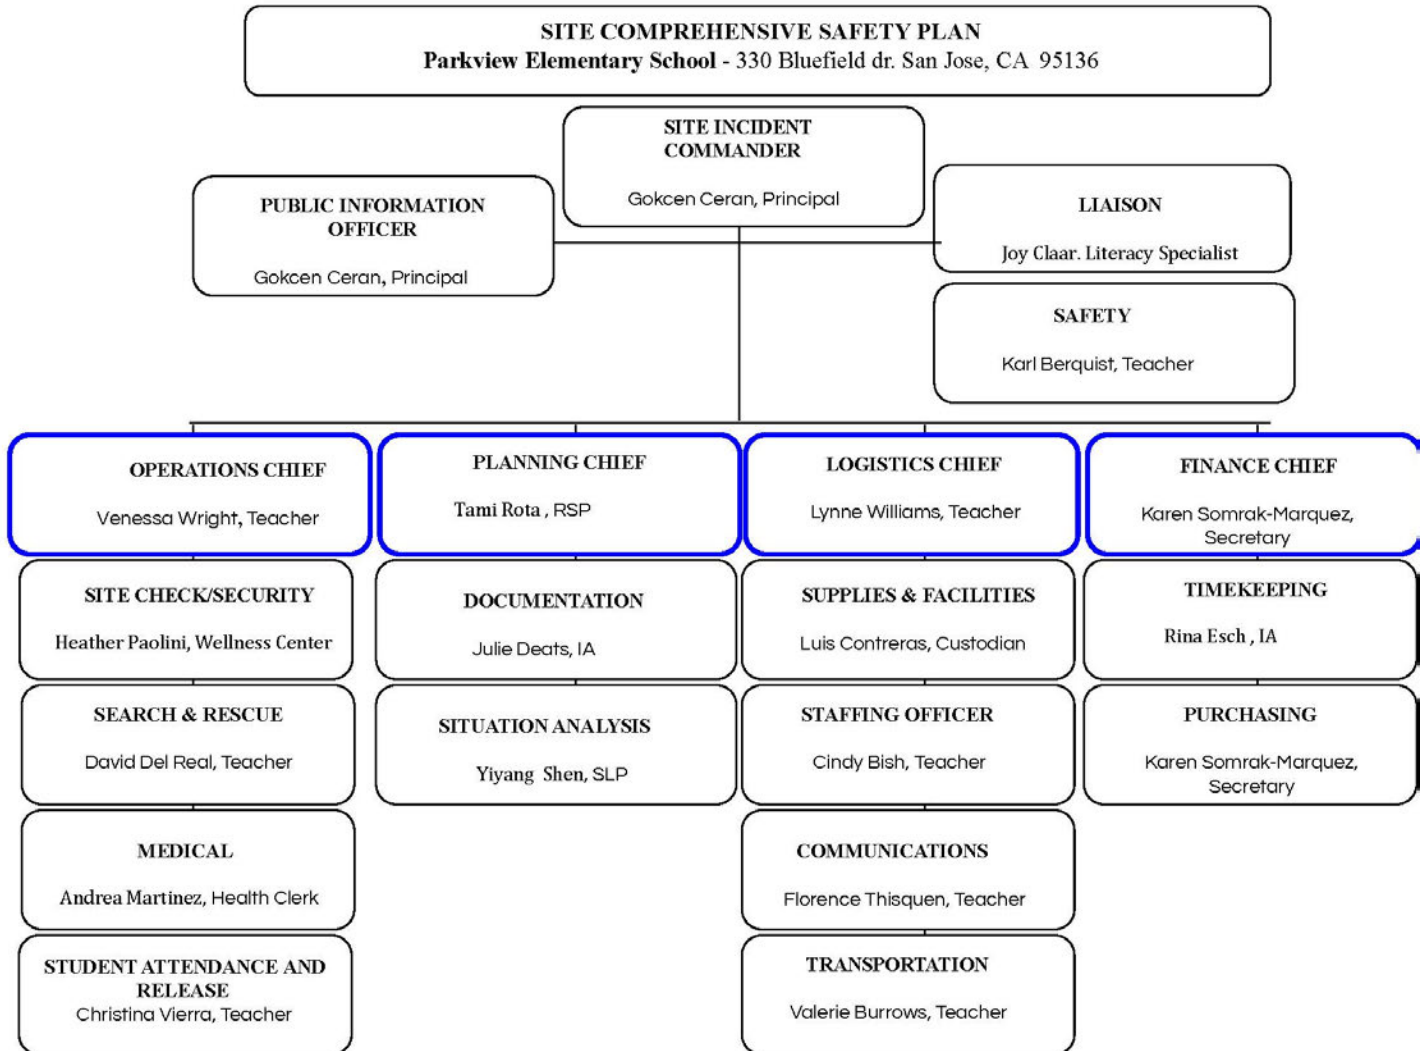 SITE COMPREHENSIVE SAFETY PLAN
Parkview Elementary School - 330 Bluefield dr. San Jose, CA 95136
SITE INCIDENT
COMMANDER
Gokcen Ceran, Principal
PUBLIC INFORMATION
OFFICER
Gokcen Ceran, Principal
LIAISON
Joy Claar. Literacy Specialist
SAFETY
Karl Berquist, Teacher
OPERATIONS CHIEF
Venessa Wright, Teacher
PLANNING CHIEF
Tami Rota , RSP
LOGISTICS CHIEF
Lynne Williams, Teacher
FINANCE CHIEF
Karen Somrak-Marquez,
Secretary
SITE CHECK/SECURITY
Heather Paolini, Wellness Center
DOCUMENTATION
Julie Deats, IA
SUPPLIES & FACILITIES
Luis Contreras, Custodian
TIMEKEEPING
Rina Esch , IA
SEARCH & RESCUE
David Del Real, Teacher
SITUATION ANALYSIS
Yiyang Shen, SLP
STAFFING OFFICER
Cindy Bish, Teacher
PURCHASING
Karen Somrak-Marquez,
Secretary
MEDICAL
Andrea Martinez, Health Clerk
COMMUNICATIONS
Florence Thisquen, Teacher
STUDENT ATTENDANCE AND
RELEASE
Christina Vierra, Teacher
TRANSPORTATION
Valerie Burrows, Teacher